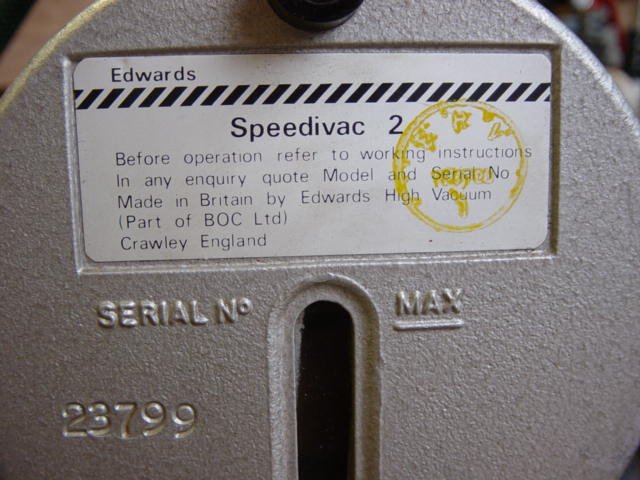 Edwards
Speedivac 2
Before operation refer to working instructions
In any enquiry quote Model and Serial No
Made in Britain by Edwards High Vacuum
(Part of BOC Ltd)
Crawley England
SERIAL Nº
MAX
23799